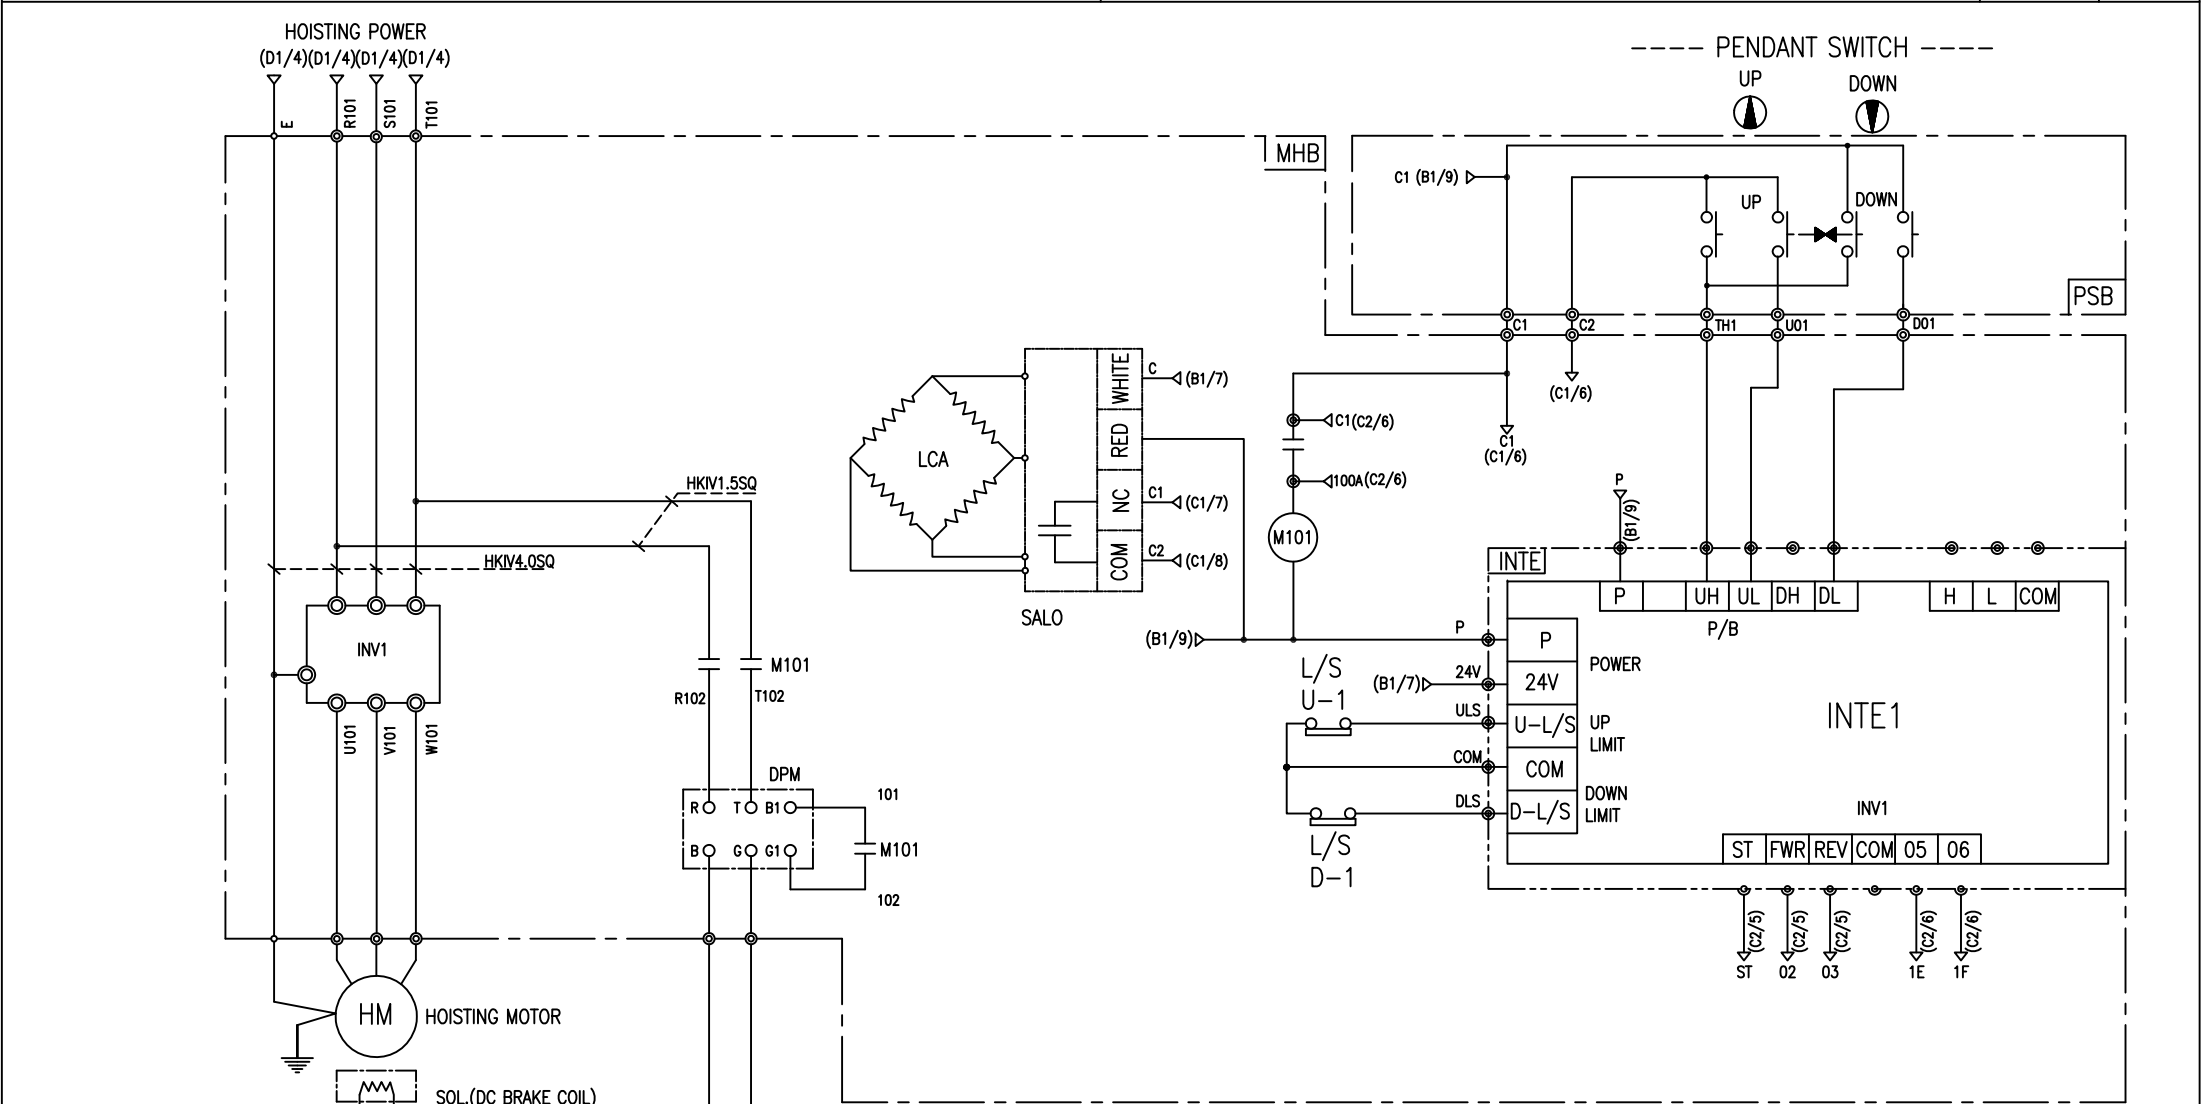 HOISTING POWER
(D1/4)(D1/4)(D1/4)(D1/4)
E
R101
S101
T101
---- PENDANT SWITCH ----
UP
DOWN
MHB
C1 (B1/9)
UP
DOWN
PSB
C1
C2
TH1
U01
D01
(C1/6)
C1(C2/6)
C1
(C1/6)
100A(C2/6)
M101
LCA
WHITE
RED
NC
COM
C
(B1/7)
C1
(C1/7)
C2
(C1/8)
SALO
HKIV1.5SQ
HKIV4.0SQ
INV1
U101
V101
W101
M101
R102
T102
DPM
R
T
B1
B
G
G1
101
M101
102
P
(B1/9)
INTE
P
UH
UL
DH
DL
H
L
COM
P/B
(B1/9)
P
P
POWER
(B1/7)
24V
24V
L/S
U-1
ULS
U-L/S
UP
LIMIT
COM
COM
DLS
D-L/S
DOWN
LIMIT
L/S
D-1
INTE1
INV1
ST
FWR
REV
COM
05
06
(C2/5)
(C2/5)
(C2/5)
(C2/6)
(C2/6)
ST
02
03
1E
1F
HM
HOISTING MOTOR
SOL.(DC BRAKE COIL)